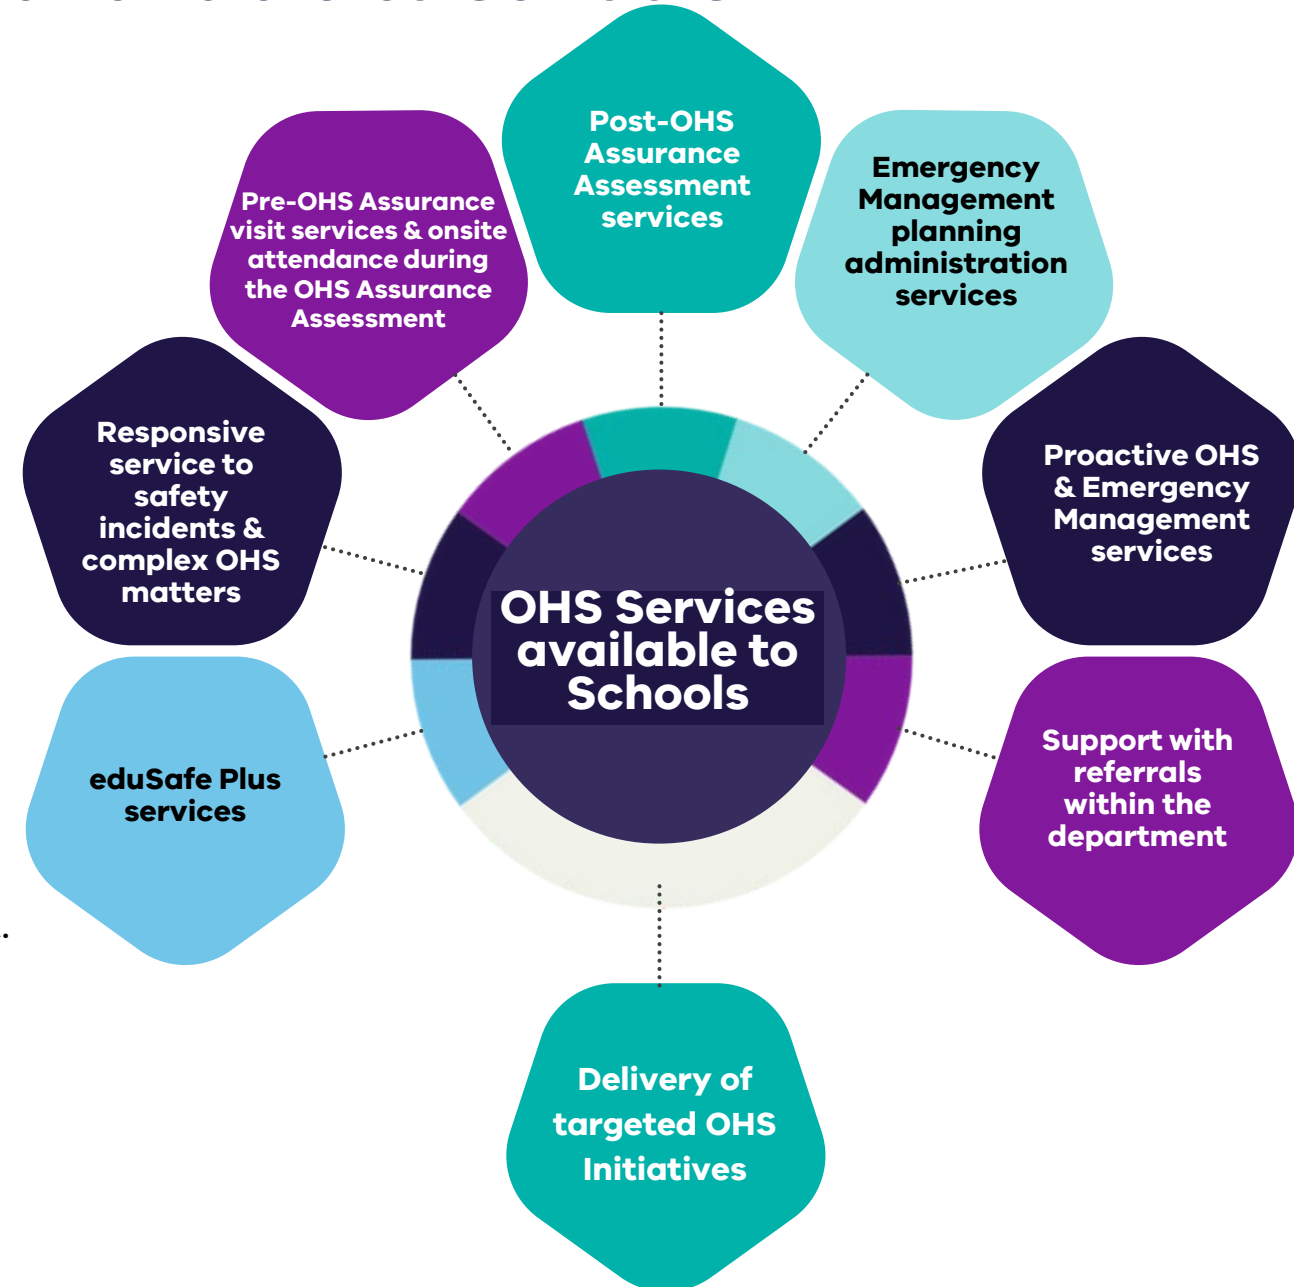 Post-OHS
Assurance
Assessment
services
Emergency
Management
planning
administration
services
Pre-OHS Assurance
visit services & onsite
attendance during
the OHS Assurance
Assessment
Responsive
service to
safety
incidents &
complex OHS
matters
Proactive OHS
& Emergency
Management
services
OHS Services
available to
Schools
eduSafe Plus
services
Support with
referrals
within the
department
Delivery of
targeted OHS
Initiatives